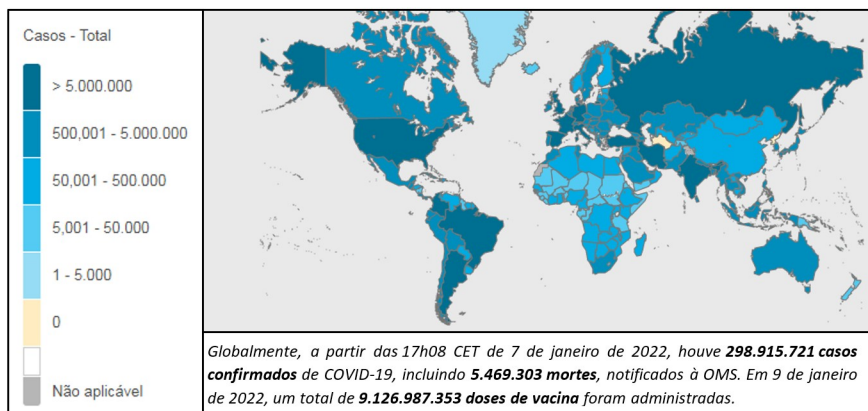 Casos - Total
> 5.000.000
500,001 - 5.000.000
50,001 - 500.000
5,001 - 50.000
1 - 5.000
0
Não aplicável
Globalmente, a partir das 17h08 CET de 7 de janeiro de 2022, houve 298.915.721 casos
confirmados de COVID-19, incluindo 5.469.303 mortes, notificados à OMS. Em 9 de janeiro
de 2022, um total de 9.126.987.353 doses de vacina foram administradas.